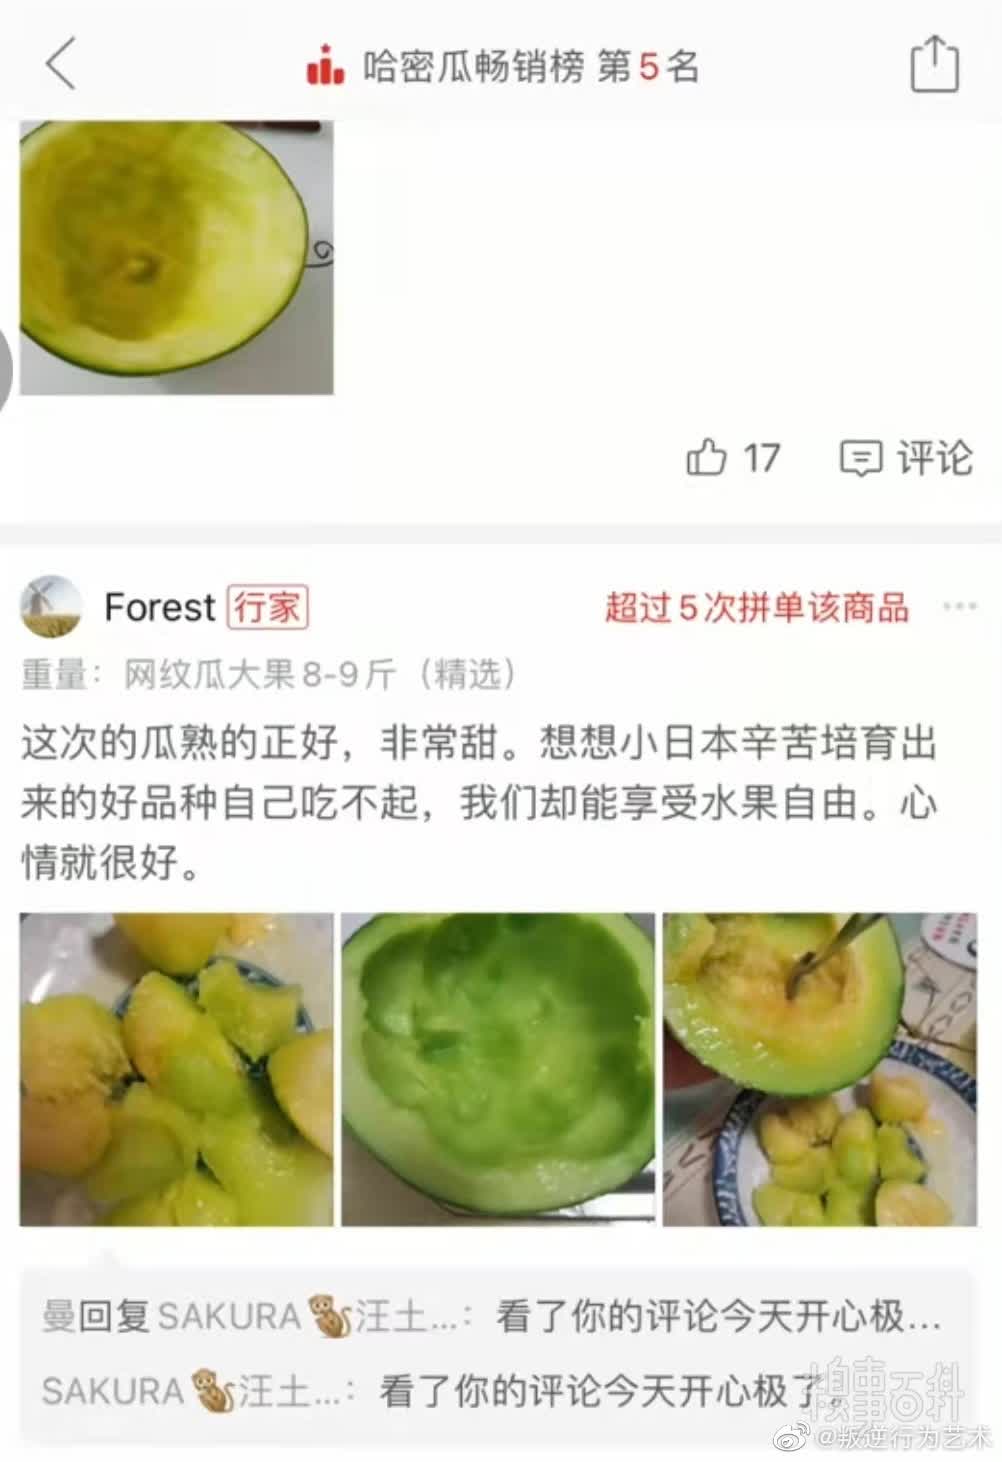 哈密瓜畅销榜 第5名
17 评论
Forest 行家 超过5次拼单该商品
重量：网纹瓜大果8-9斤（精选）
这次的瓜熟的正好，非常甜。想想小日本辛苦培育出
来的好品种自己吃不起，我们却能享受水果自由。心
情就很好。
曼回复SAKURA🐒汪土...：看了你的评论今天开心极...
SAKURA🐒汪土...：看了你的评论今天开心极了。
糗事百科
@叛逆行为艺术